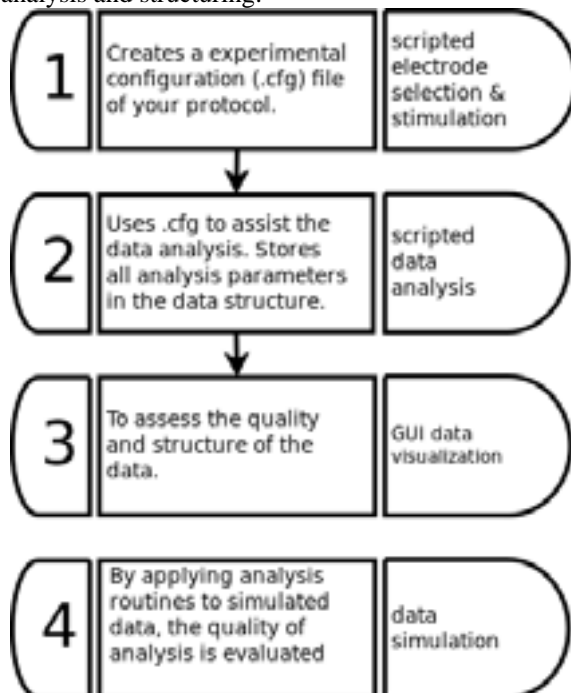 analysis and structuring.
1
Creates a experimental
configuration (.cfg) file
of your protocol.
scripted
electrode
selection &
stimulation
2
Uses .cfg to assist the
data analysis. Stores
all analysis parameters
in the data structure.
scripted
data
analysis
3
To assess the quality
and structure of the
data.
GUI data
visualization
4
By applying analysis
routines to simulated
data, the quality of
analysis is evaluated
data
simulation